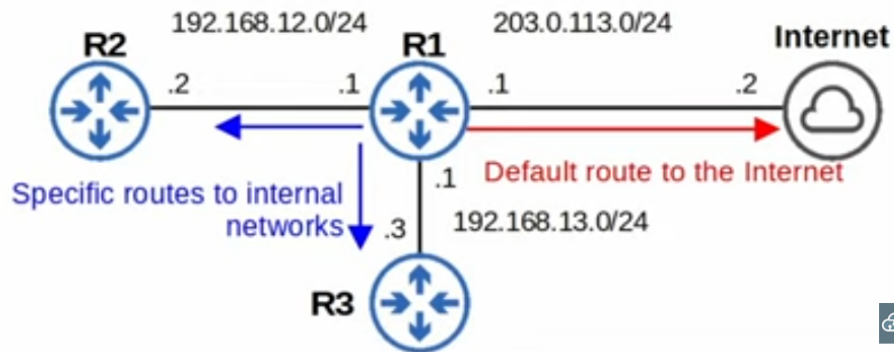 192.168.12.0/24
203.0.113.0/24
R2
R1
Internet
.2
.1
.1
.2
Specific routes to internal
networks
.1
Default route to the Internet
.3
192.168.13.0/24
R3